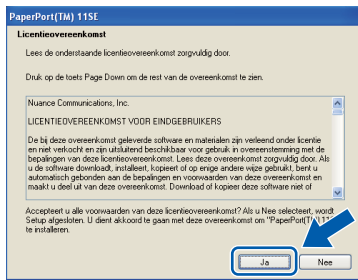 PaperPort(TM) 11SE
Licentieovereenkomst
Lees de onderstaande licentieovereenkomst zorgvuldig door.
Druk op de toets Page Down om de rest van de overeenkomst te zien.
Nuance Communications, Inc.
LICENTIEOVEREENKOMST VOOR EINDGEBRUIKERS
De bij deze overeenkomst geleverde software en materialen zijn verleend onder licentie
en niet verkocht en zijn uitsluitend beschikbaar voor gebruik in overeenstemming met de
bepalingen van deze licentieovereenkomst. Lees deze overeenkomst zorgvuldig door. Als
u de software downloadt, installeert, kopieert of op enige andere wijze gebruikt, bent u
automatisch gebonden aan de bepalingen en voorwaarden van deze overeenkomst en
maakt u deel uit van deze overeenkomst. Download of kopieer deze software niet of
Accepteert u alle voorwaarden van deze licentieovereenkomst? Als u Nee selecteert, wordt
Setup afgesloten. U dient akkoord te gaan met deze overeenkomst om "PaperPort(TM) 11
te installeren.
Ja
Nee